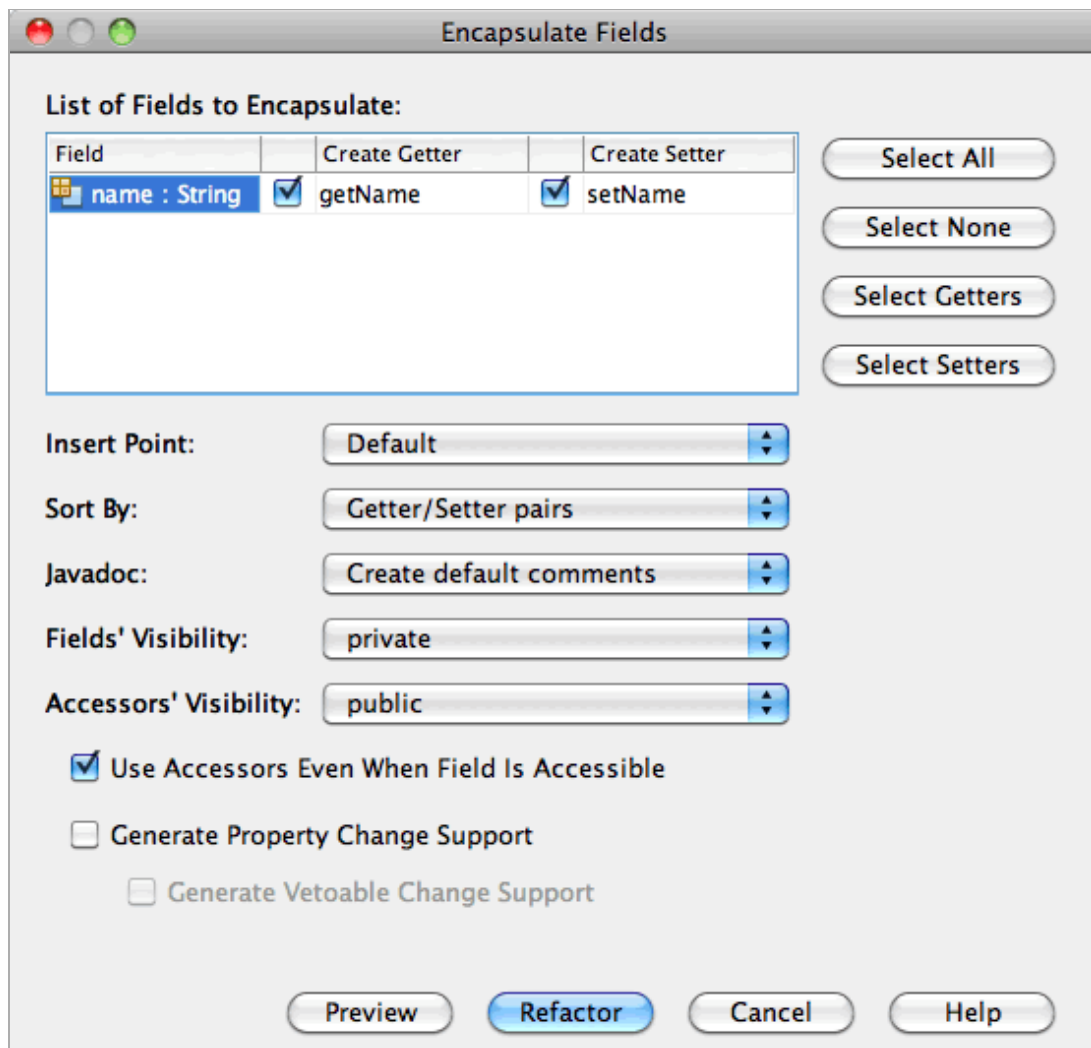 Encapsulate Fields
List of Fields to Encapsulate:
Field Create Getter Create Setter
name : String getName setName
Select All
Select None
Select Getters
Select Setters
Insert Point: Default
Sort By: Getter/Setter pairs
Javadoc: Create default comments
Fields' Visibility: private
Accessors' Visibility: public
Use Accessors Even When Field Is Accessible
Generate Property Change Support
Generate Vetoable Change Support
Preview Refactor Cancel Help